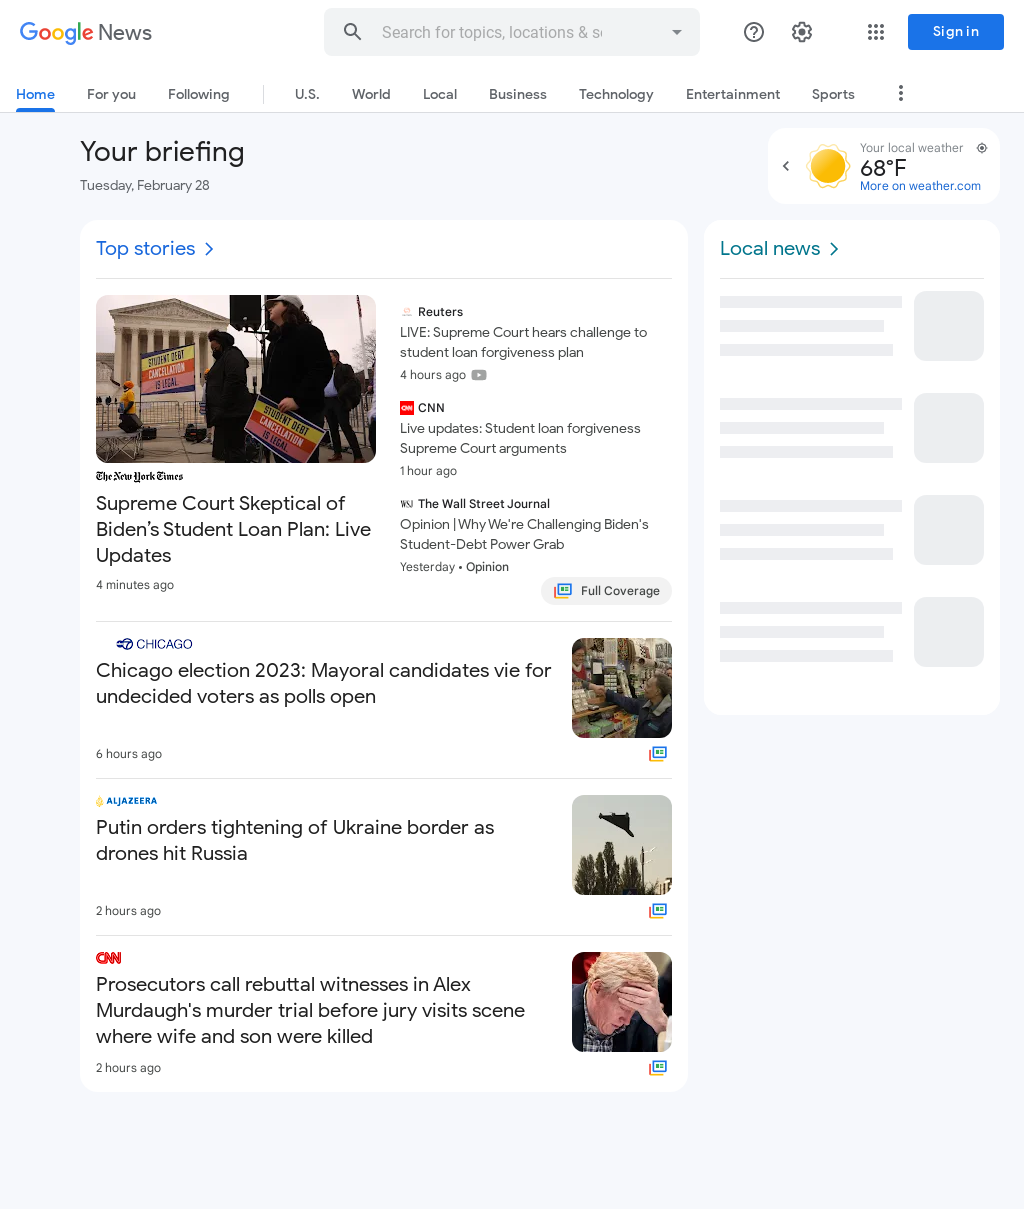 Google News
Search for topics, locations & so
Sign in
Home
For you
Following
U.S.
World
Local
Business
Technology
Entertainment
Sports
Your briefing
Tuesday, February 28
Your local weather
68°F
More on weather.com
Top stories
STUDENT DEBT
CANCELLATION
IS LEGAL
STUDENT DEBT
CANCELLATION
IS LEGAL
The New York Times
Supreme Court Skeptical of
Biden’s Student Loan Plan: Live
Updates
4 minutes ago
Reuters
LIVE: Supreme Court hears challenge to
student loan forgiveness plan
4 hours ago
CNN
CNN
Live updates: Student loan forgiveness
Supreme Court arguments
1 hour ago
WSJ
The Wall Street Journal
Opinion | Why We're Challenging Biden's
Student-Debt Power Grab
Yesterday • Opinion
Full Coverage
7 CHICAGO
Chicago election 2023: Mayoral candidates vie for
undecided voters as polls open
6 hours ago
ALJAZEERA
Putin orders tightening of Ukraine border as
drones hit Russia
2 hours ago
CNN
Prosecutors call rebuttal witnesses in Alex
Murdaugh's murder trial before jury visits scene
where wife and son were killed
2 hours ago
Local news